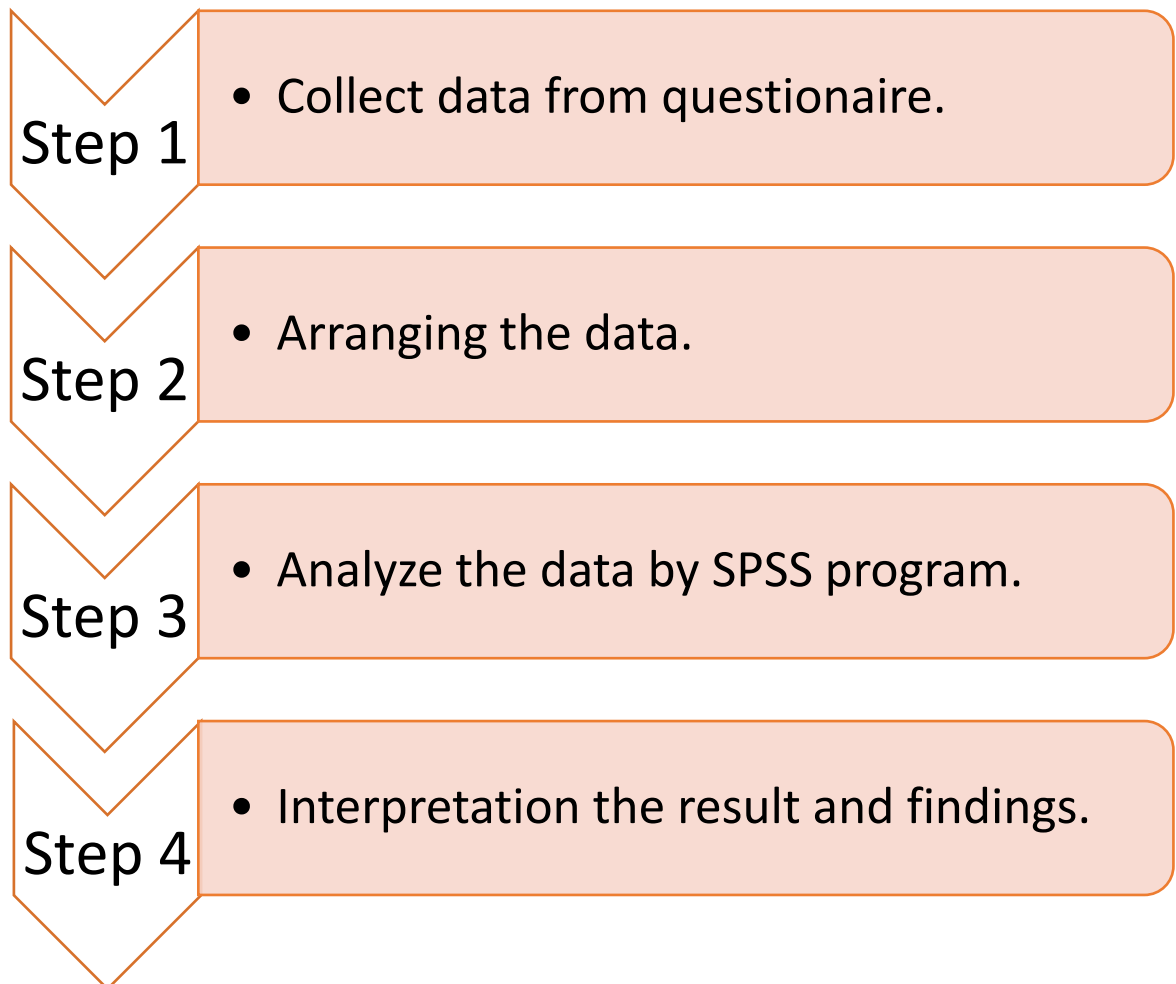 Step 1
• Collect data from questionaire.
Step 2
• Arranging the data.
Step 3
• Analyze the data by SPSS program.
Step 4
• Interpretation the result and findings.